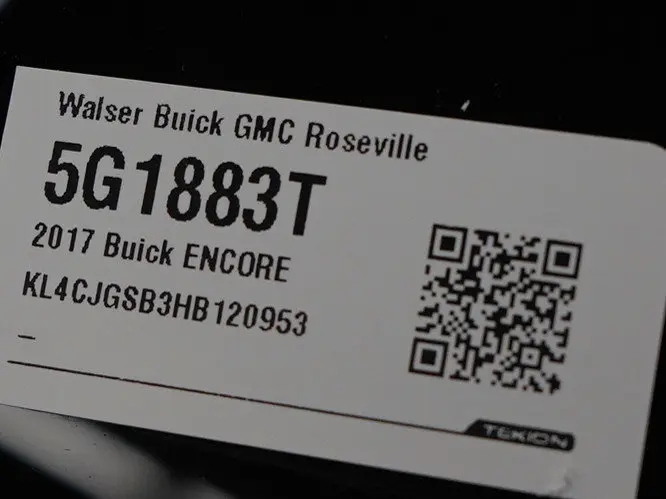 Walser Buick GMC Roseville
5G1883T
2017 Buick ENCORE
KL4CJGSB3HB120953
_
TEKION